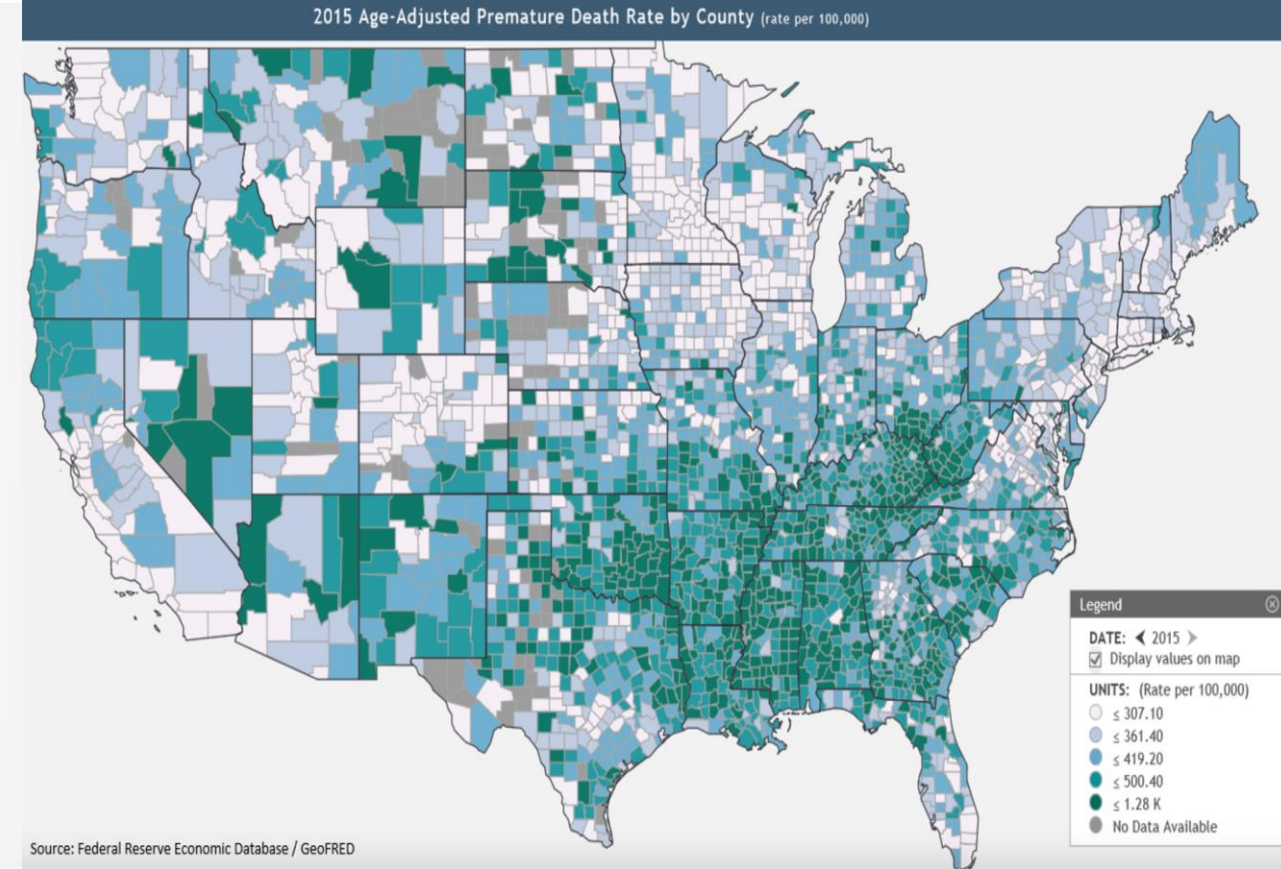 2015 Age-Adjusted Premature Death Rate by County (rate per 100,000)
Legend
DATE: 2015
Display values on map
UNITS: (Rate per 100,000)
≤ 307.10
≤ 361.40
≤ 419.20
≤ 500.40
≤ 1.28 K
No Data Available
Source: Federal Reserve Economic Database / GeoFRED